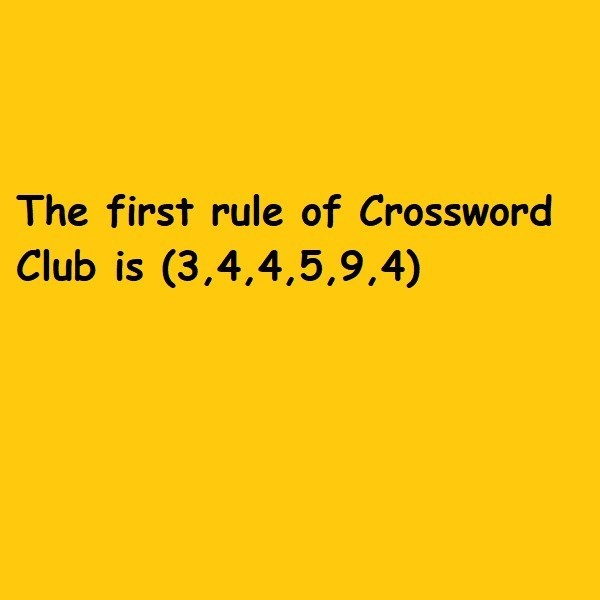 The first rule of Crossword
Club is (3,4,4,5,9,4)